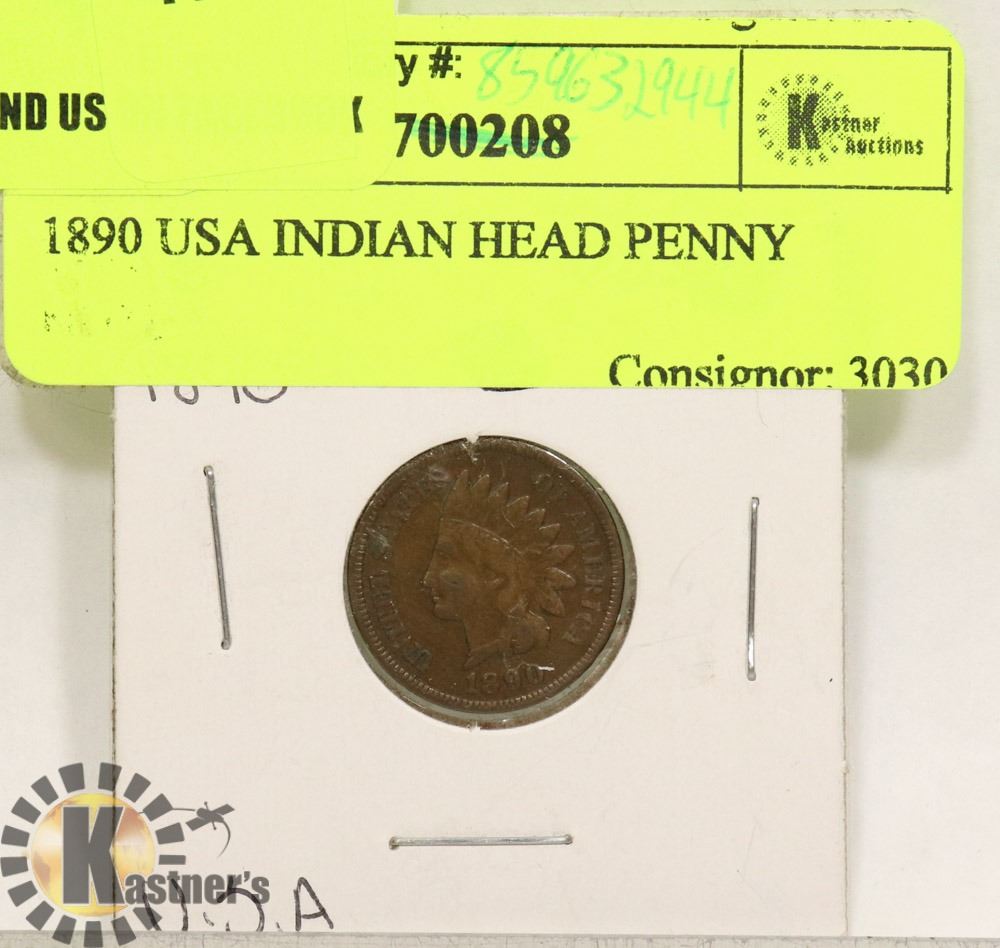 ND US
y #: 859632944
700208
Kastner
Auctions
1890 USA INDIAN HEAD PENNY
Consignor: 3030
1890
UNITED STATES OF AMERICA
1890
Kastner's
U.S.A